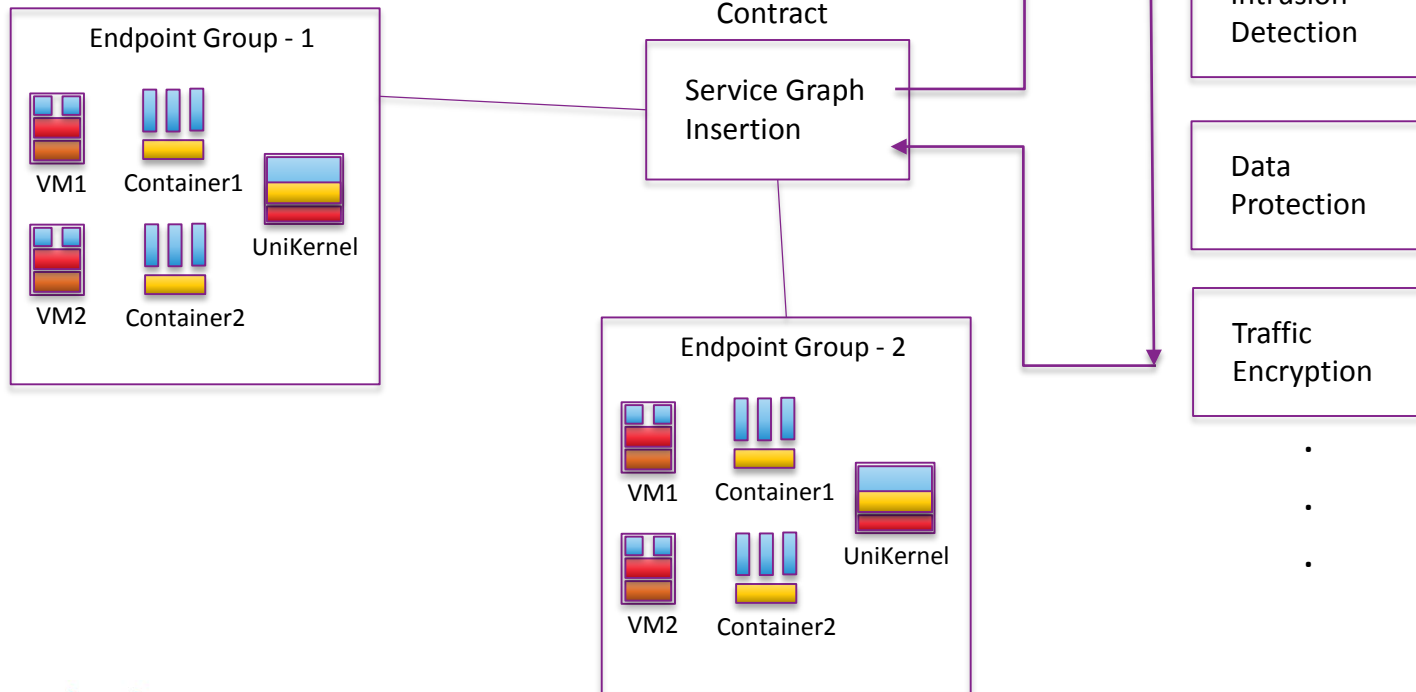 Endpoint Group - 1
VM1
Container1
UniKernel
VM2
Container2
Contract
Service Graph
Insertion
Endpoint Group - 2
VM1
Container1
UniKernel
VM2
Container2
Intrusion
Detection
Data
Protection
Traffic
Encryption
.
.
.